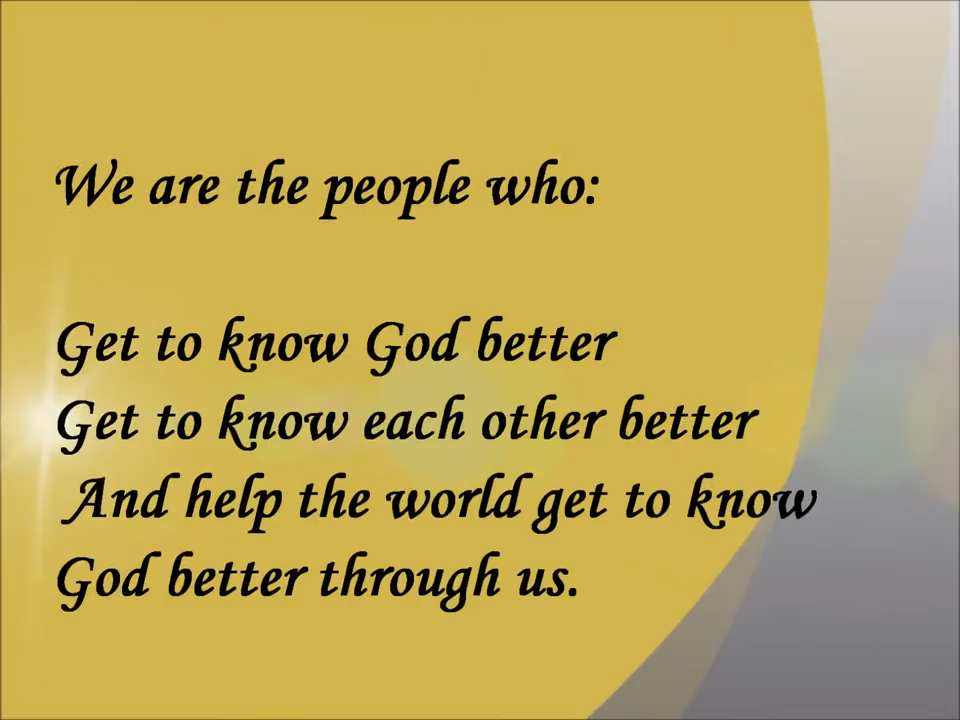 We are the people who:
Get to know God better
Get to know each other better
And help the world get to know
God better through us.